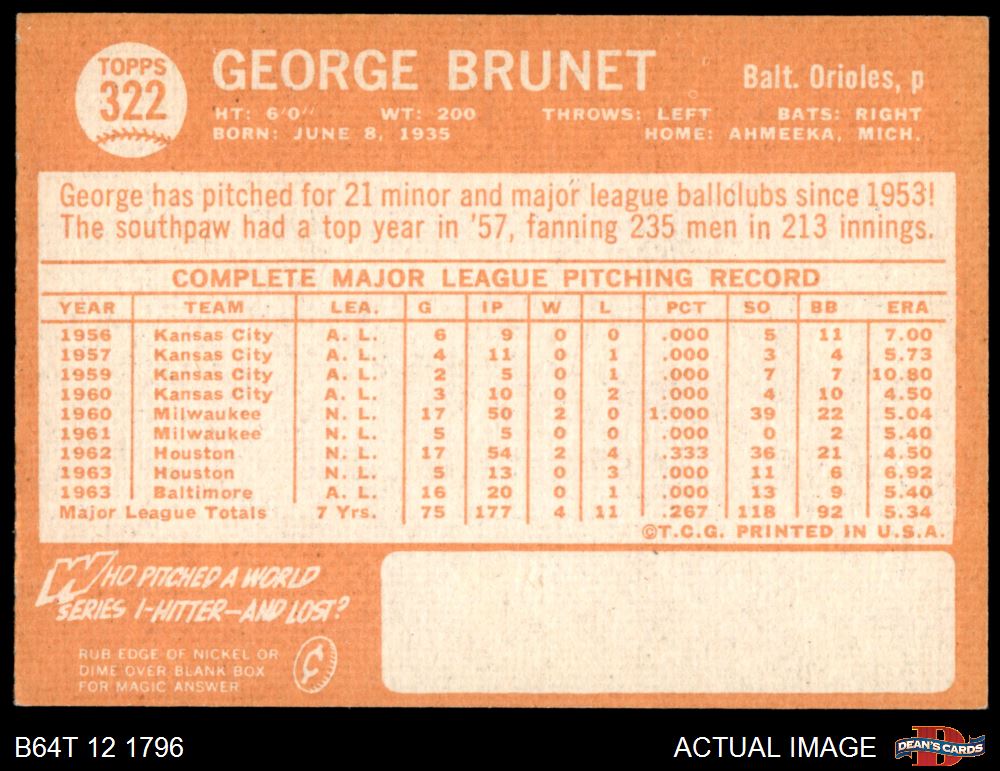 TOPPS
322
GEORGE BRUNET
Balt. Orioles, p
HT: 6'0" WT: 200 THROWS: LEFT BATS: RIGHT
BORN: JUNE 8, 1935 HOME: AHMEEKA, MICH.
George has pitched for 21 minor and major league ballclubs since 1953!
The southpaw had a top year in '57, fanning 235 men in 213 innings.
COMPLETE MAJOR LEAGUE PITCHING RECORD
YEAR TEAM LEA. G IP W L PCT SO BB ERA
1956 Kansas City A. L. 6 9 0 0 .000 5 11 7.00
1957 Kansas City A. L. 4 11 0 1 .000 3 4 5.73
1959 Kansas City A. L. 2 5 0 1 .000 7 7 10.80
1960 Kansas City A. L. 3 10 0 2 .000 4 10 4.50
1960 Milwaukee N. L. 17 50 2 0 1.000 39 22 5.04
1961 Milwaukee N. L. 5 5 0 0 .000 0 2 5.40
1962 Houston N. L. 17 54 2 4 .333 36 21 4.50
1963 Houston N. L. 5 13 0 3 .000 11 6 6.92
1963 Baltimore A. L. 16 20 0 1 .000 13 9 5.40
Major League Totals 7 Yrs. 75 177 4 11 .267 118 92 5.34
©T.C.G. PRINTED IN U.S.A.
WHO PITCHED A WORLD
SERIES 1-HITTER—AND LOST?
RUB EDGE OF NICKEL OR
DIME OVER BLANK BOX
FOR MAGIC ANSWER
¢
B64T 12 1796
ACTUAL IMAGE
D
DEAN'S CARDS